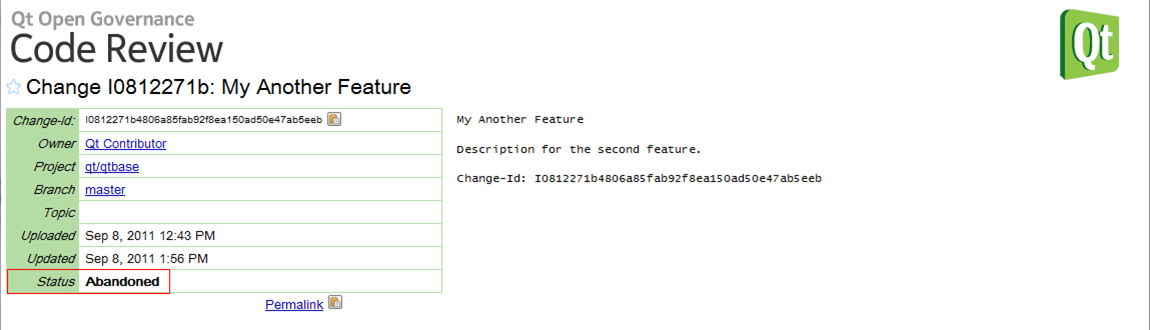 Qt Open Governance
Code Review
Qt
Change I0812271b: My Another Feature
Change-Id: I0812271b4806a85fab92f8ea150ad50e47ab5eeb
Owner Qt Contributor
Project qt/qtbase
Branch master
Topic
Uploaded Sep 8, 2011 12:43 PM
Updated Sep 8, 2011 1:56 PM
Status Abandoned
Permalink
My Another Feature
Description for the second feature.
Change-Id: I0812271b4806a85fab92f8ea150ad50e47ab5eeb